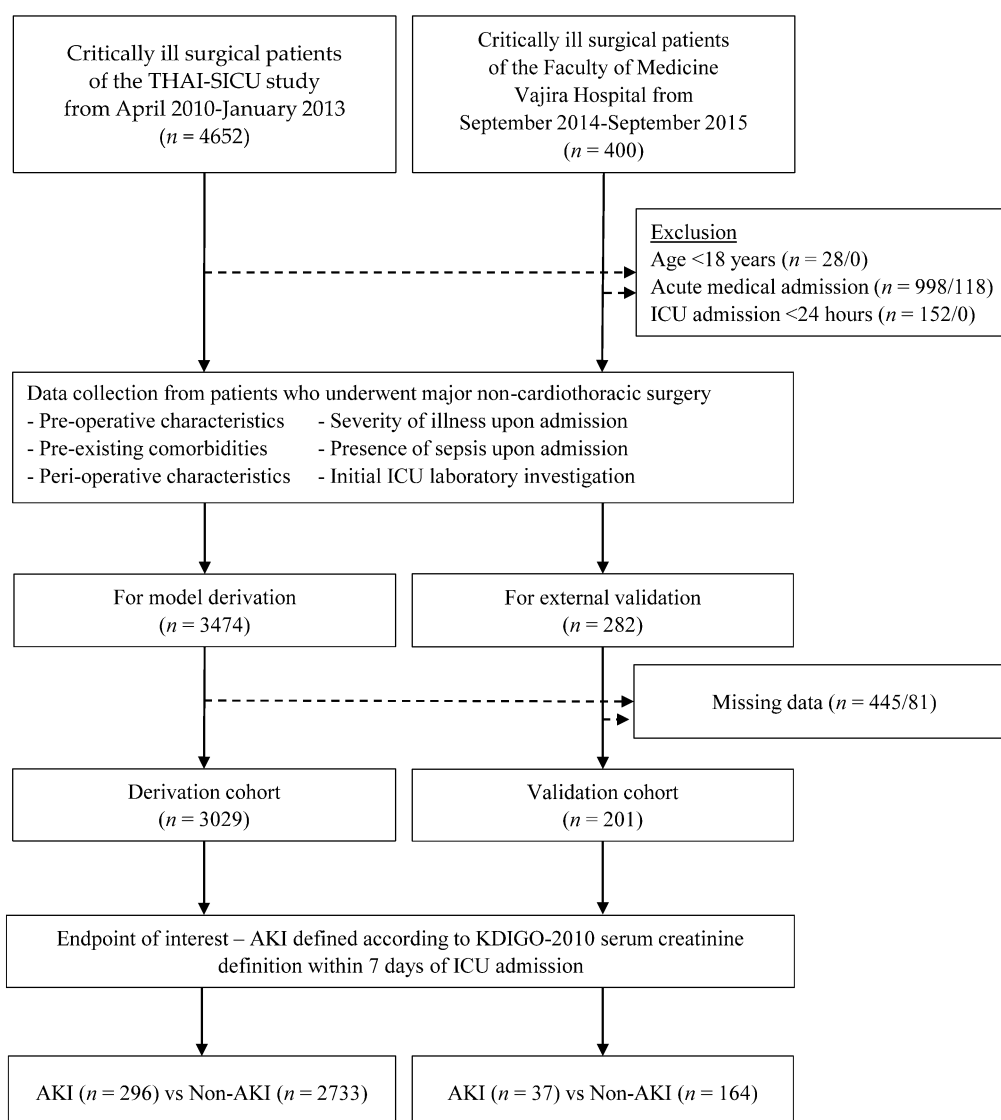 Critically ill surgical patients
of the THAI-SICU study
from April 2010-January 2013
(n = 4652)
Critically ill surgical patients
of the Faculty of Medicine
Vajira Hospital from
September 2014-September 2015
(n = 400)
Exclusion
Age <18 years (n = 28/0)
Acute medical admission (n = 998/118)
ICU admission <24 hours (n = 152/0)
Data collection from patients who underwent major non-cardiothoracic surgery
- Pre-operative characteristics - Severity of illness upon admission
- Pre-existing comorbidities - Presence of sepsis upon admission
- Peri-operative characteristics - Initial ICU laboratory investigation
For model derivation
(n = 3474)
For external validation
(n = 282)
Missing data (n = 445/81)
Derivation cohort
(n = 3029)
Validation cohort
(n = 201)
Endpoint of interest – AKI defined according to KDIGO-2010 serum creatinine
definition within 7 days of ICU admission
AKI (n = 296) vs Non-AKI (n = 2733)
AKI (n = 37) vs Non-AKI (n = 164)